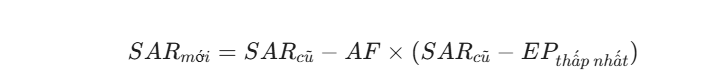 SAR_mới = SAR_cũ − AF × (SAR_cũ − EP_thấp nhất)